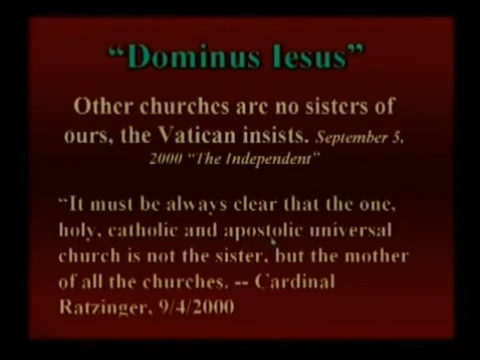 “Dominus Iesus”
Other churches are no sisters of
ours, the Vatican insists. September 5,
2000 “The Independent”
“It must be always clear that the one,
holy, catholic and apostolic universal
church is not the sister, but the mother
of all the churches. -- Cardinal
Ratzinger, 9/4/2000